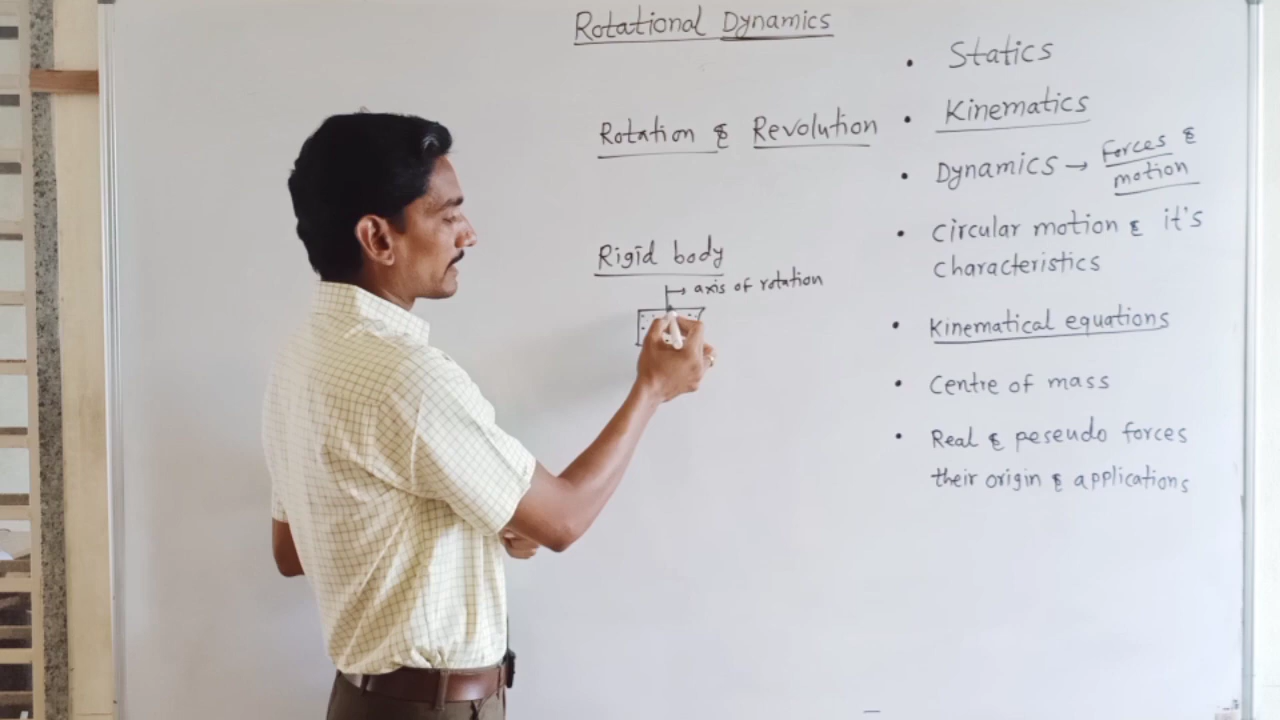 Rotational Dynamics
Rotation & Revolution
Rigid body
axis of rotation
• Statics
• Kinematics
• Dynamics → Forces &
motion
• Circular motion & it's
characteristics
• Kinematical equations
• Centre of mass
• Real & peseudo forces
their origin & applications